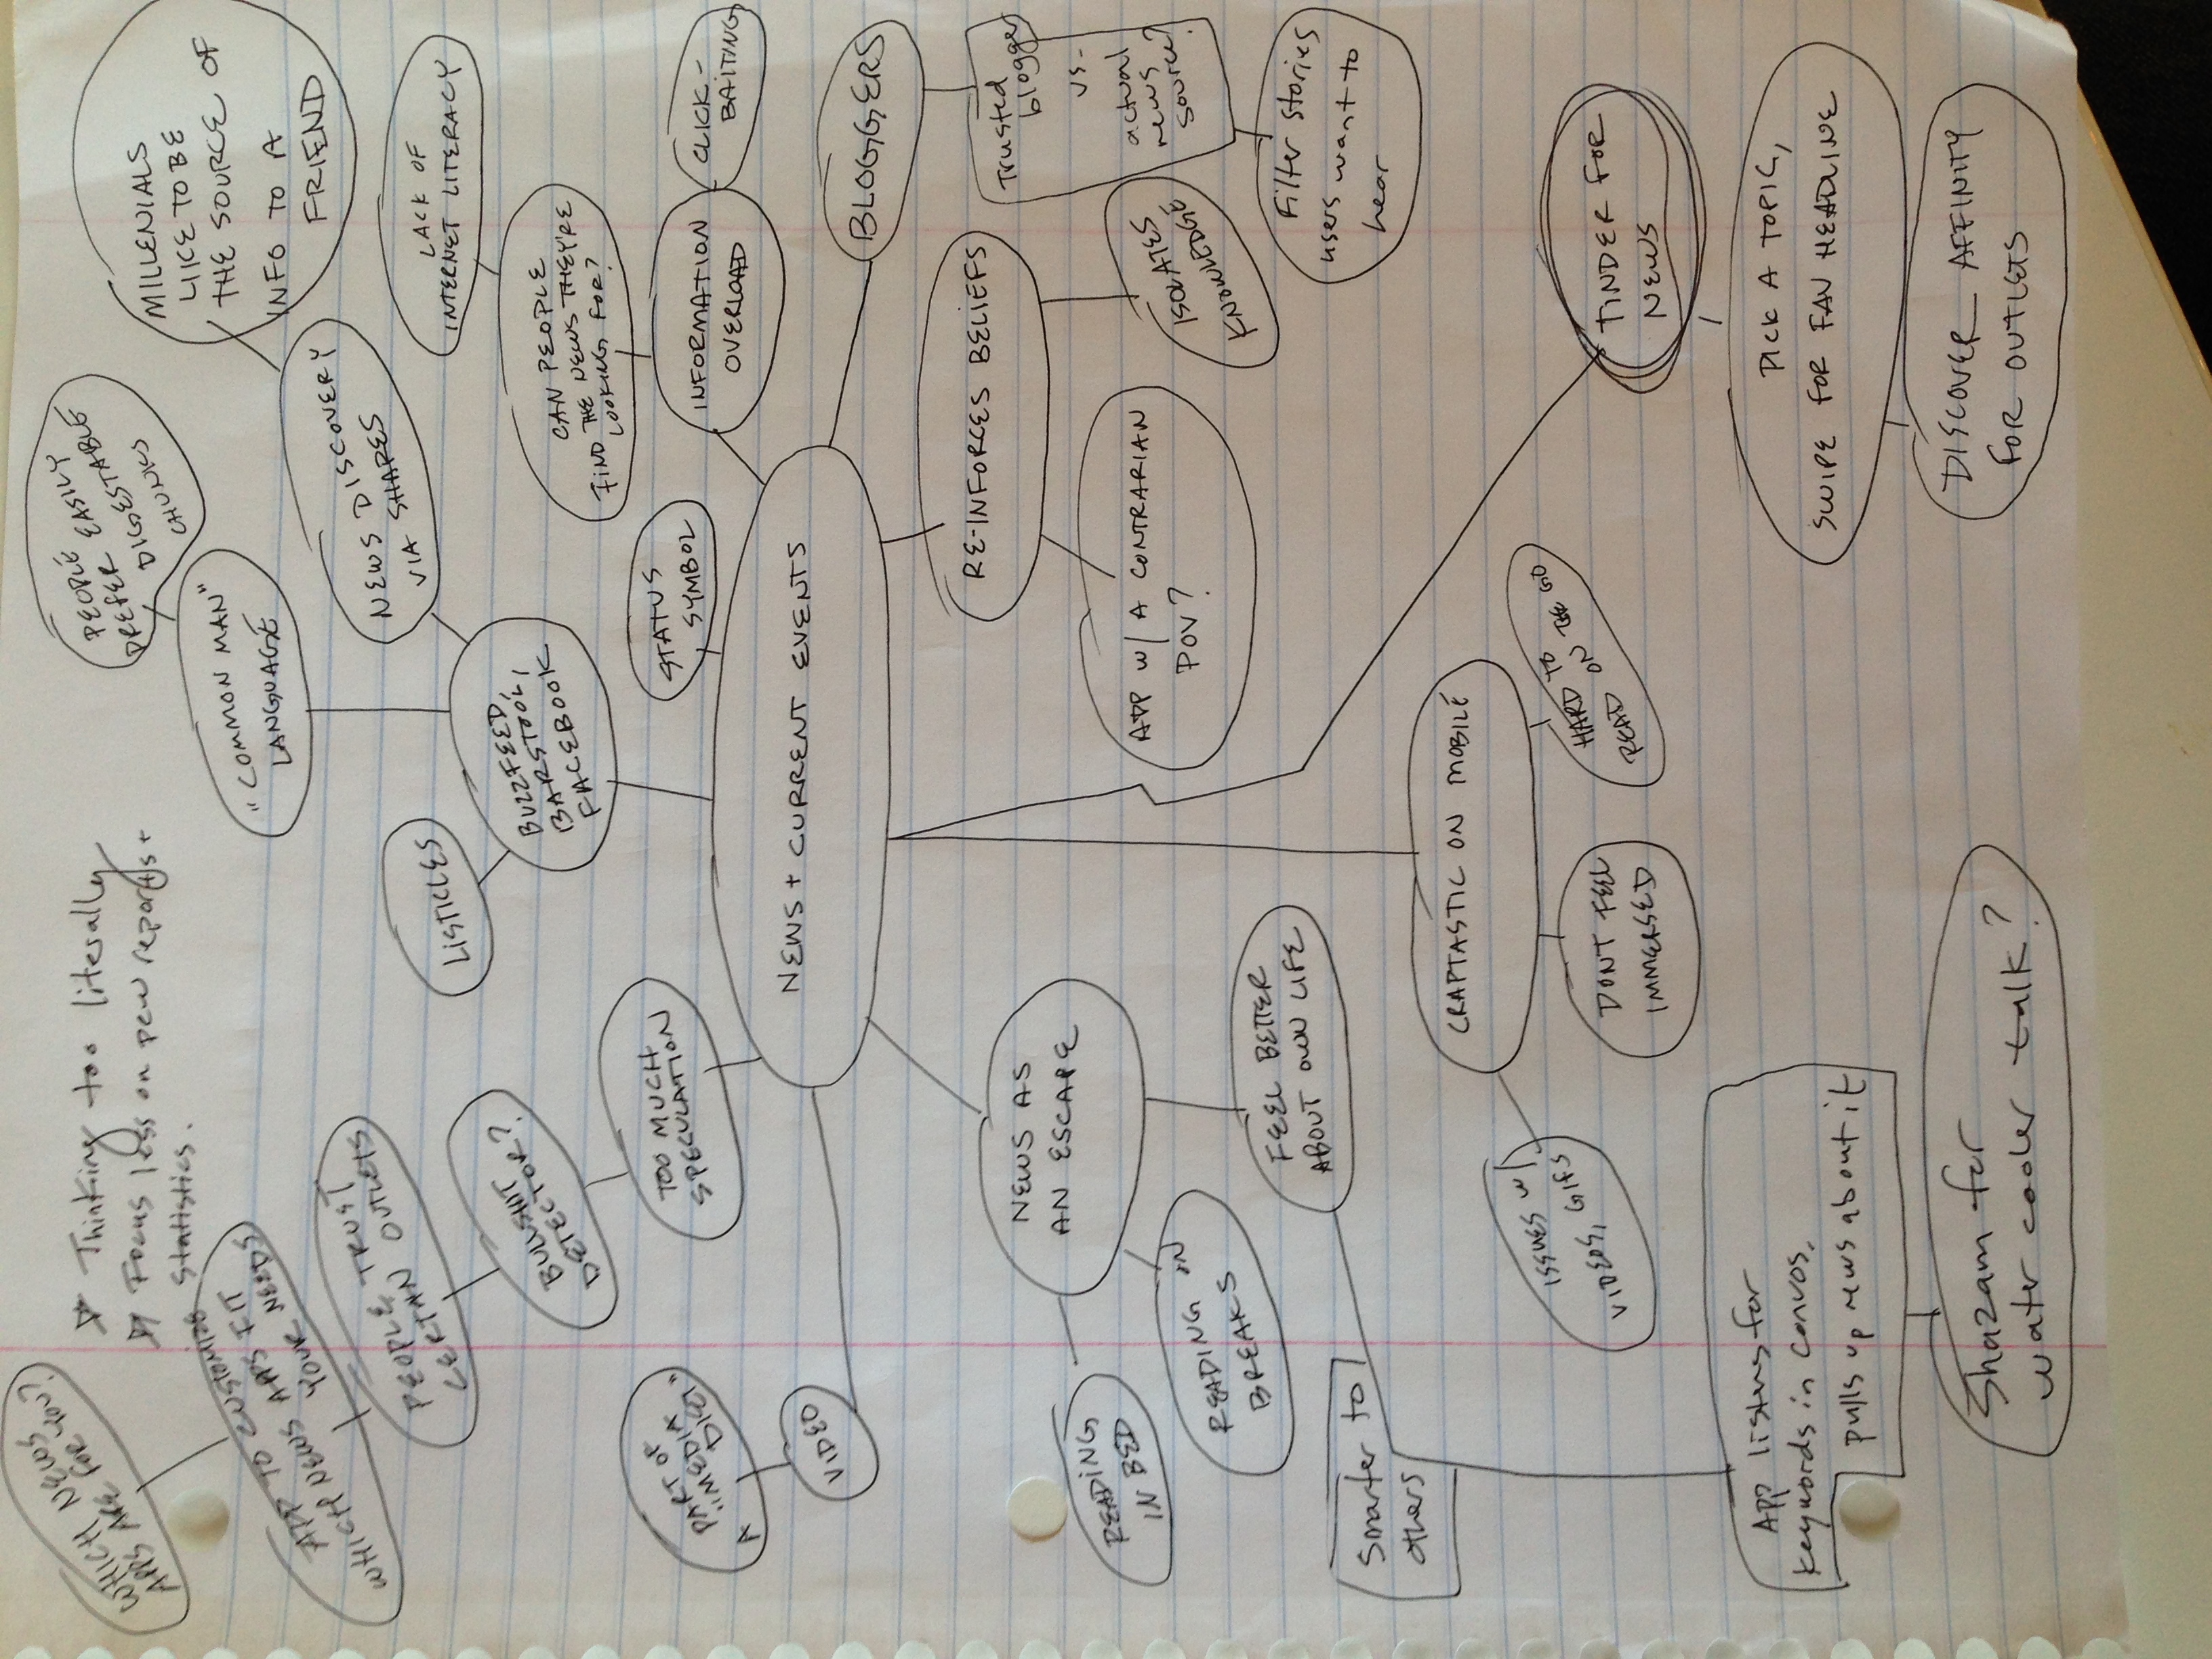 WHICH NEWS
APPS ARE FOR YOU?
Thinking too literally
Focus less on pew reports +
statistics.
APP TO CUSTOMIZE
WHICH NEWS APPS FIT
YOUR NEEDS
PEOPLE TRUST
CERTAN OUTLETS
BULLSHIT
DETECTOR?
TOO MUCH
SPECULATION
PEOPLE
PREFER EASILY
DIGESTABLE
CHUNKS
"COMMON MAN"
LANGUAGE
MILLENIALS
LIKE TO BE
THE SOURCE OF
INFO TO A
FRIEND
NEWS DISCOVERY
VIA SHARES
LISTICLES
BUZZFEED,
BARSTOOL,
FACEBOOK
LACK OF
INTERNET LITERACY
CAN PEOPLE
FIND THE NEWS THEY'RE
LOOKING FOR?
STATUS
SYMBOL
INFORMATION
OVERLOAD
CLICK-
BAITING
PART OF
A "MEDIA
DIET"
VIDEO
NEWS + CURRENT EVENTS
BLOGGERS
Trusted
blogger
vs.
actual
news
source?
Filter stories
users want to
hear
RE-INFORCES BELIEFS
APP W/ A CONTRARIAN
POV?
ISOLATES
KNOWLEDGE
NEWS AS
AN ESCAPE
READING
IN BED
READING ON
BREAKS
FEEL BETTER
ABOUT OWN LIFE
Smarter to
others
CRAPTASTIC ON MOBILE
ISSUES W/
VIDEOS, GIFS
DONT FEEL
IMMERSED
HARD TO
READ ON THE GO
TINDER FOR
NEWS
PICK A TOPIC,
SWIPE FOR FAV HEADLINE
DISCOVER AFFINITY
FOR OUTLETS
App listens for
keywords in convos,
pulls up news about it
Shazam for
water cooler talk?